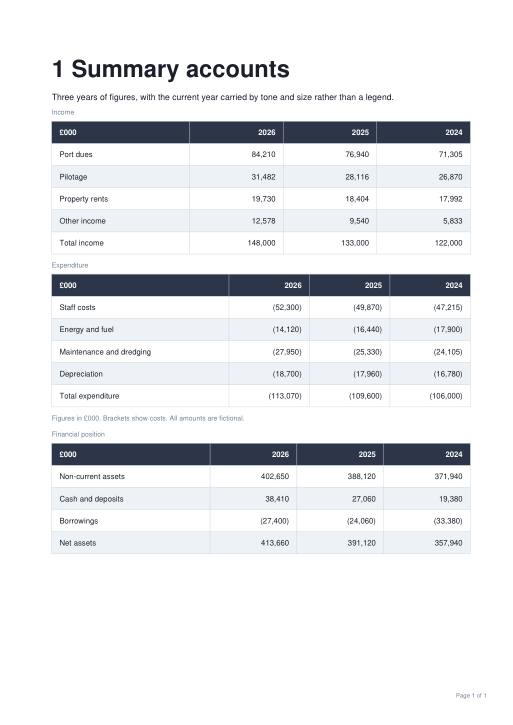 1 Summary accounts
Three years of figures, with the current year carried by tone and size rather than a legend.
Income
£000 2026 2025 2024
Port dues 84,210 76,940 71,305
Pilotage 31,482 28,116 26,870
Property rents 19,730 18,404 17,992
Other income 12,578 9,540 5,833
Total income 148,000 133,000 122,000
Expenditure
£000 2026 2025 2024
Staff costs (52,300) (49,870) (47,215)
Energy and fuel (14,120) (16,440) (17,900)
Maintenance and dredging (27,950) (25,330) (24,105)
Depreciation (18,700) (17,960) (16,780)
Total expenditure (113,070) (109,600) (106,000)
Figures in £000. Brackets show costs. All amounts are fictional.
Financial position
£000 2026 2025 2024
Non-current assets 402,650 388,120 371,940
Cash and deposits 38,410 27,060 19,380
Borrowings (27,400) (24,060) (33,380)
Net assets 413,660 391,120 357,940
Page 1 of 1